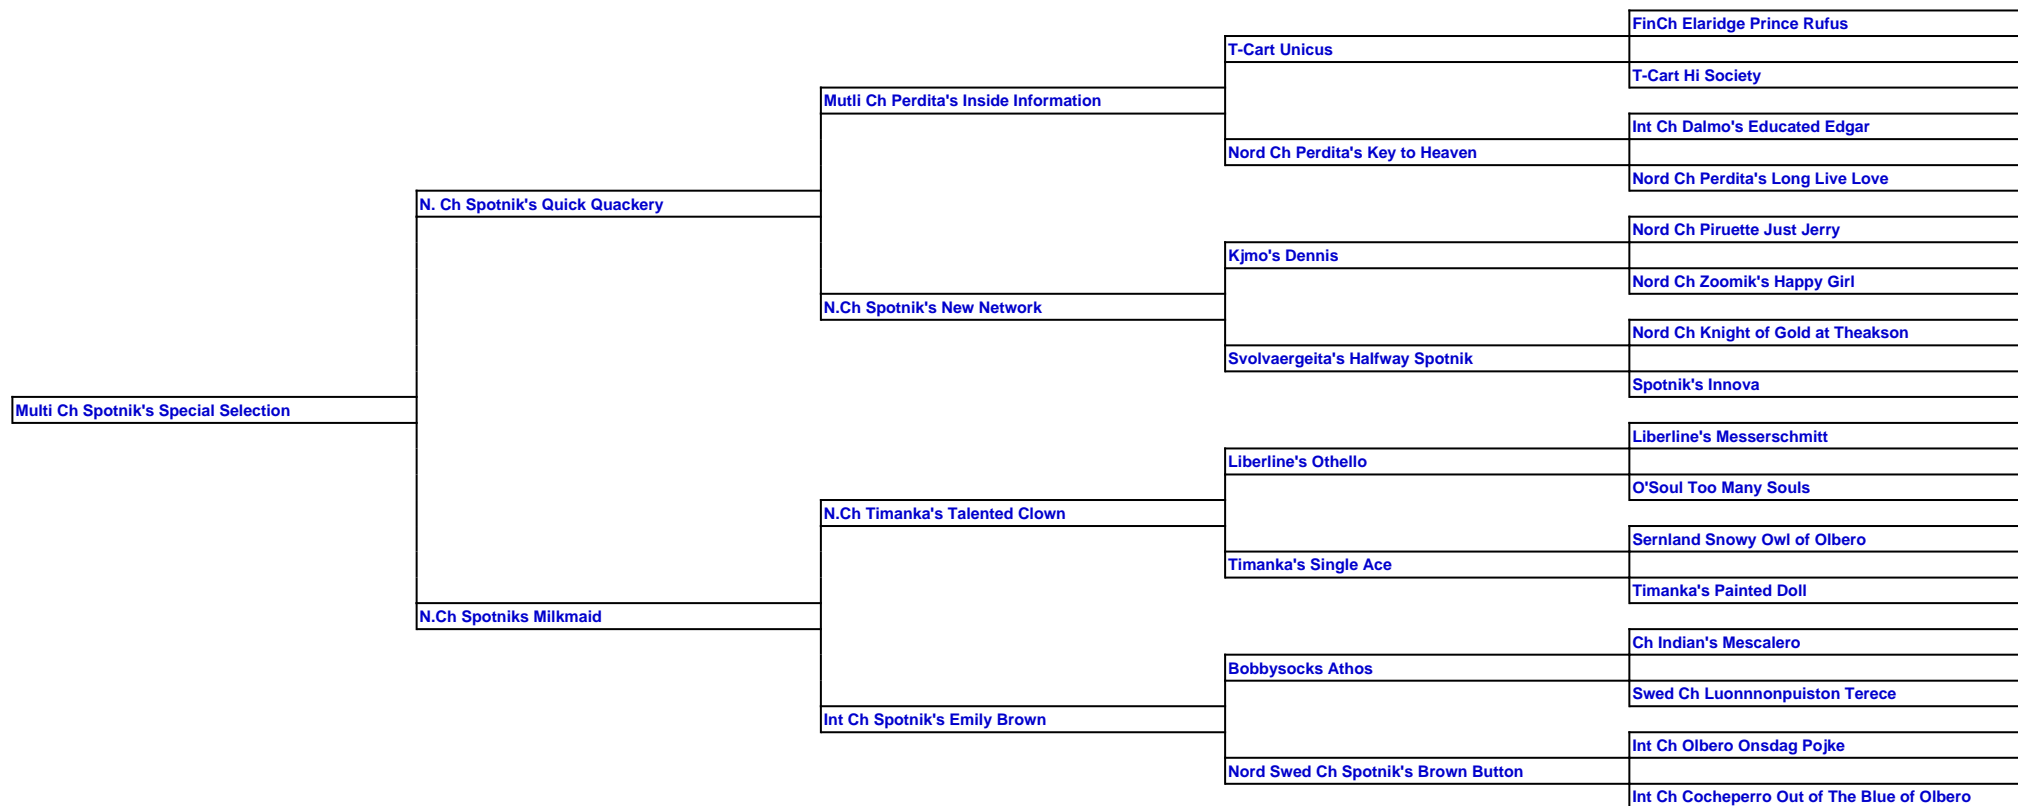 FinCh Elaridge Prince Rufus
T-Cart Unicus
T-Cart Hi Society
Mutli Ch Perdita's Inside Information
Int Ch Dalmo's Educated Edgar
Nord Ch Perdita's Key to Heaven
Nord Ch Perdita's Long Live Love
N. Ch Spotnik's Quick Quackery
Nord Ch Piruette Just Jerry
Kjmo's Dennis
Nord Ch Zoomik's Happy Girl
N.Ch Spotnik's New Network
Nord Ch Knight of Gold at Theakson
Svolvaergeita's Halfway Spotnik
Spotnik's Innova
Multi Ch Spotnik's Special Selection
Liberline's Messerschmitt
Liberline's Othello
O'Soul Too Many Souls
N.Ch Timanka's Talented Clown
Sernland Snowy Owl of Olbero
Timanka's Single Ace
Timanka's Painted Doll
N.Ch Spotniks Milkmaid
Ch Indian's Mescalero
Bobbysocks Athos
Swed Ch Luonnnonpuiston Terece
Int Ch Spotnik's Emily Brown
Int Ch Olbero Onsdag Pojke
Nord Swed Ch Spotnik's Brown Button
Int Ch Cocheperro Out of The Blue of Olbero